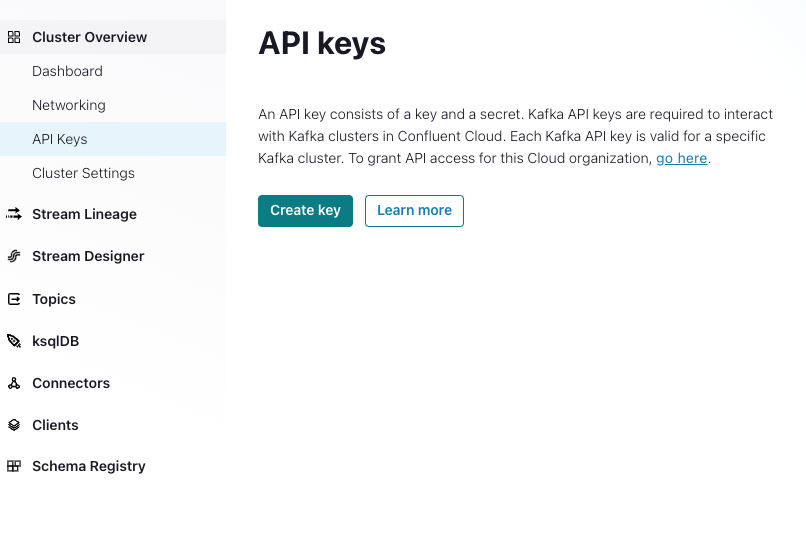 Cluster Overview
Dashboard
Networking
API Keys
Cluster Settings
Stream Lineage
Stream Designer
Topics
ksqlDB
Connectors
Clients
Schema Registry
API keys
An API key consists of a key and a secret. Kafka API keys are required to interact
with Kafka clusters in Confluent Cloud. Each Kafka API key is valid for a specific
Kafka cluster. To grant API access for this Cloud organization, go here.
Create key
Learn more